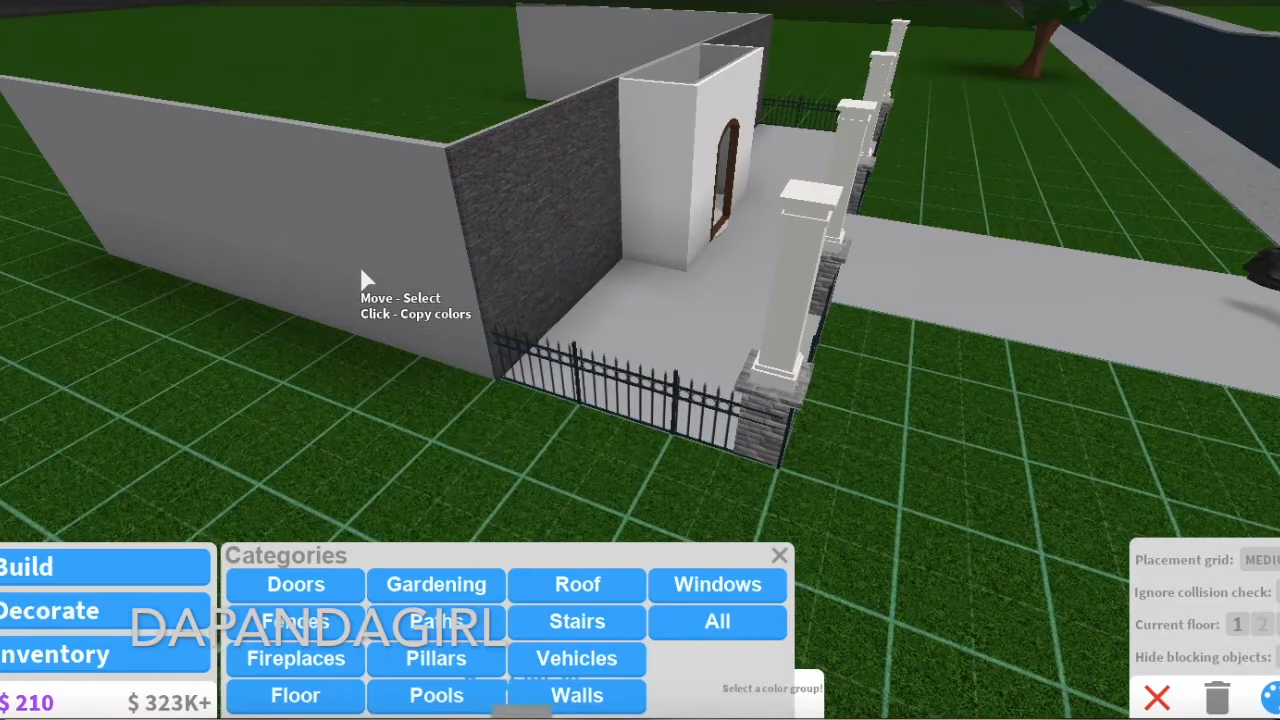 Move - Select
Click - Copy colors
Build
Decorate
Inventory
$ 210
$ 323K+
Categories
Doors
Gardening
Roof
Windows
Fences
Paths
Stairs
All
Fireplaces
Pillars
Vehicles
Floor
Pools
Walls
DAPANDAGIRL
Select a color group!
Placement grid:
Ignore collision check:
Current floor: 1 2
Hide blocking objects: